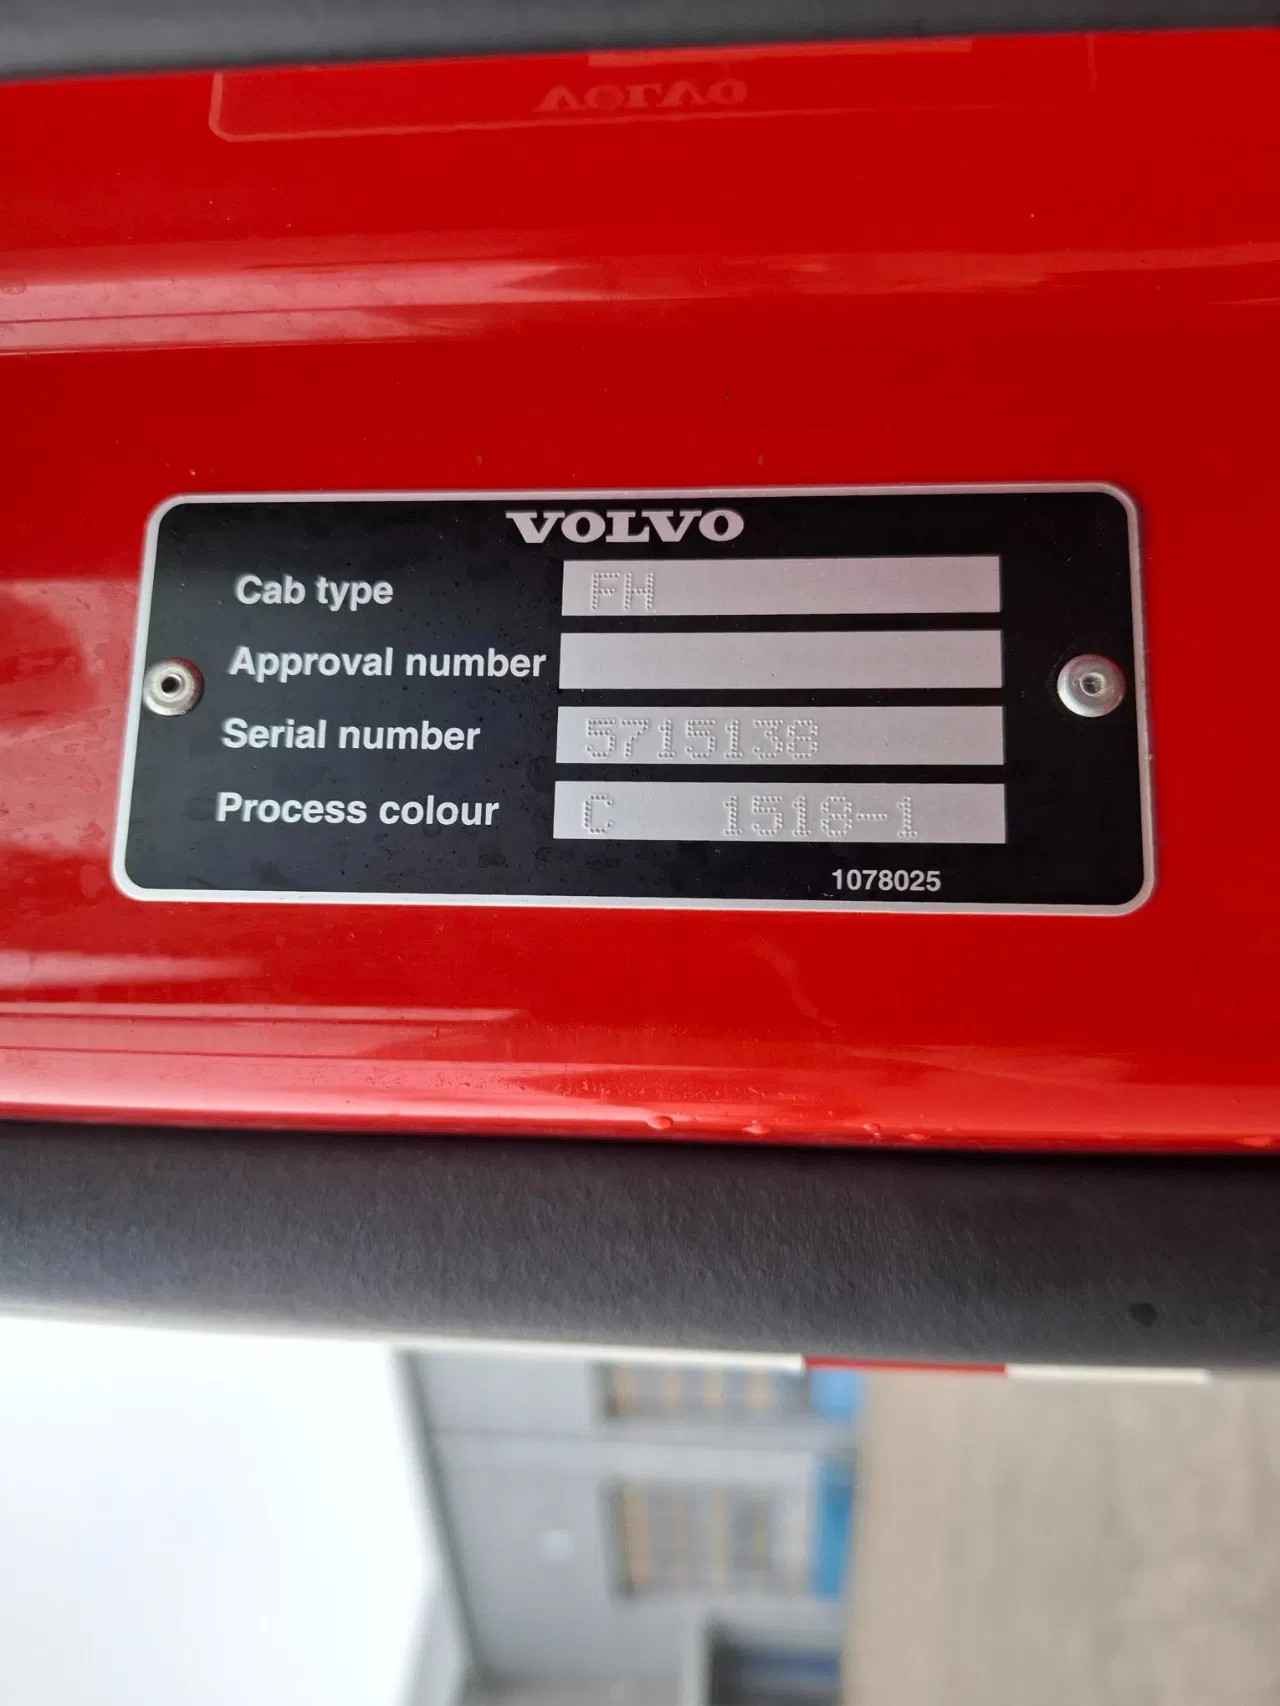 VOLVO
Cab type FH
Approval number
Serial number 5715138
Process colour C 1518-1
1078025